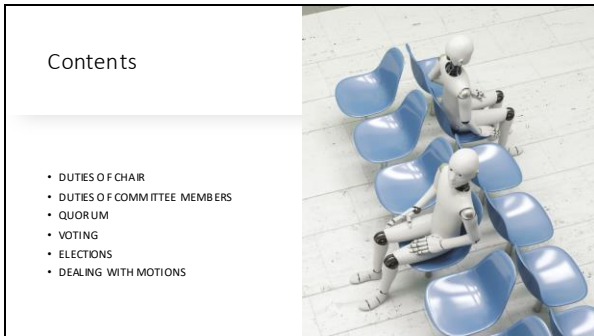 Contents
• DUTIES OF CHAIR
• DUTIES OF COMMITTEE MEMBERS
• QUORUM
• VOTING
• ELECTIONS
• DEALING WITH MOTIONS